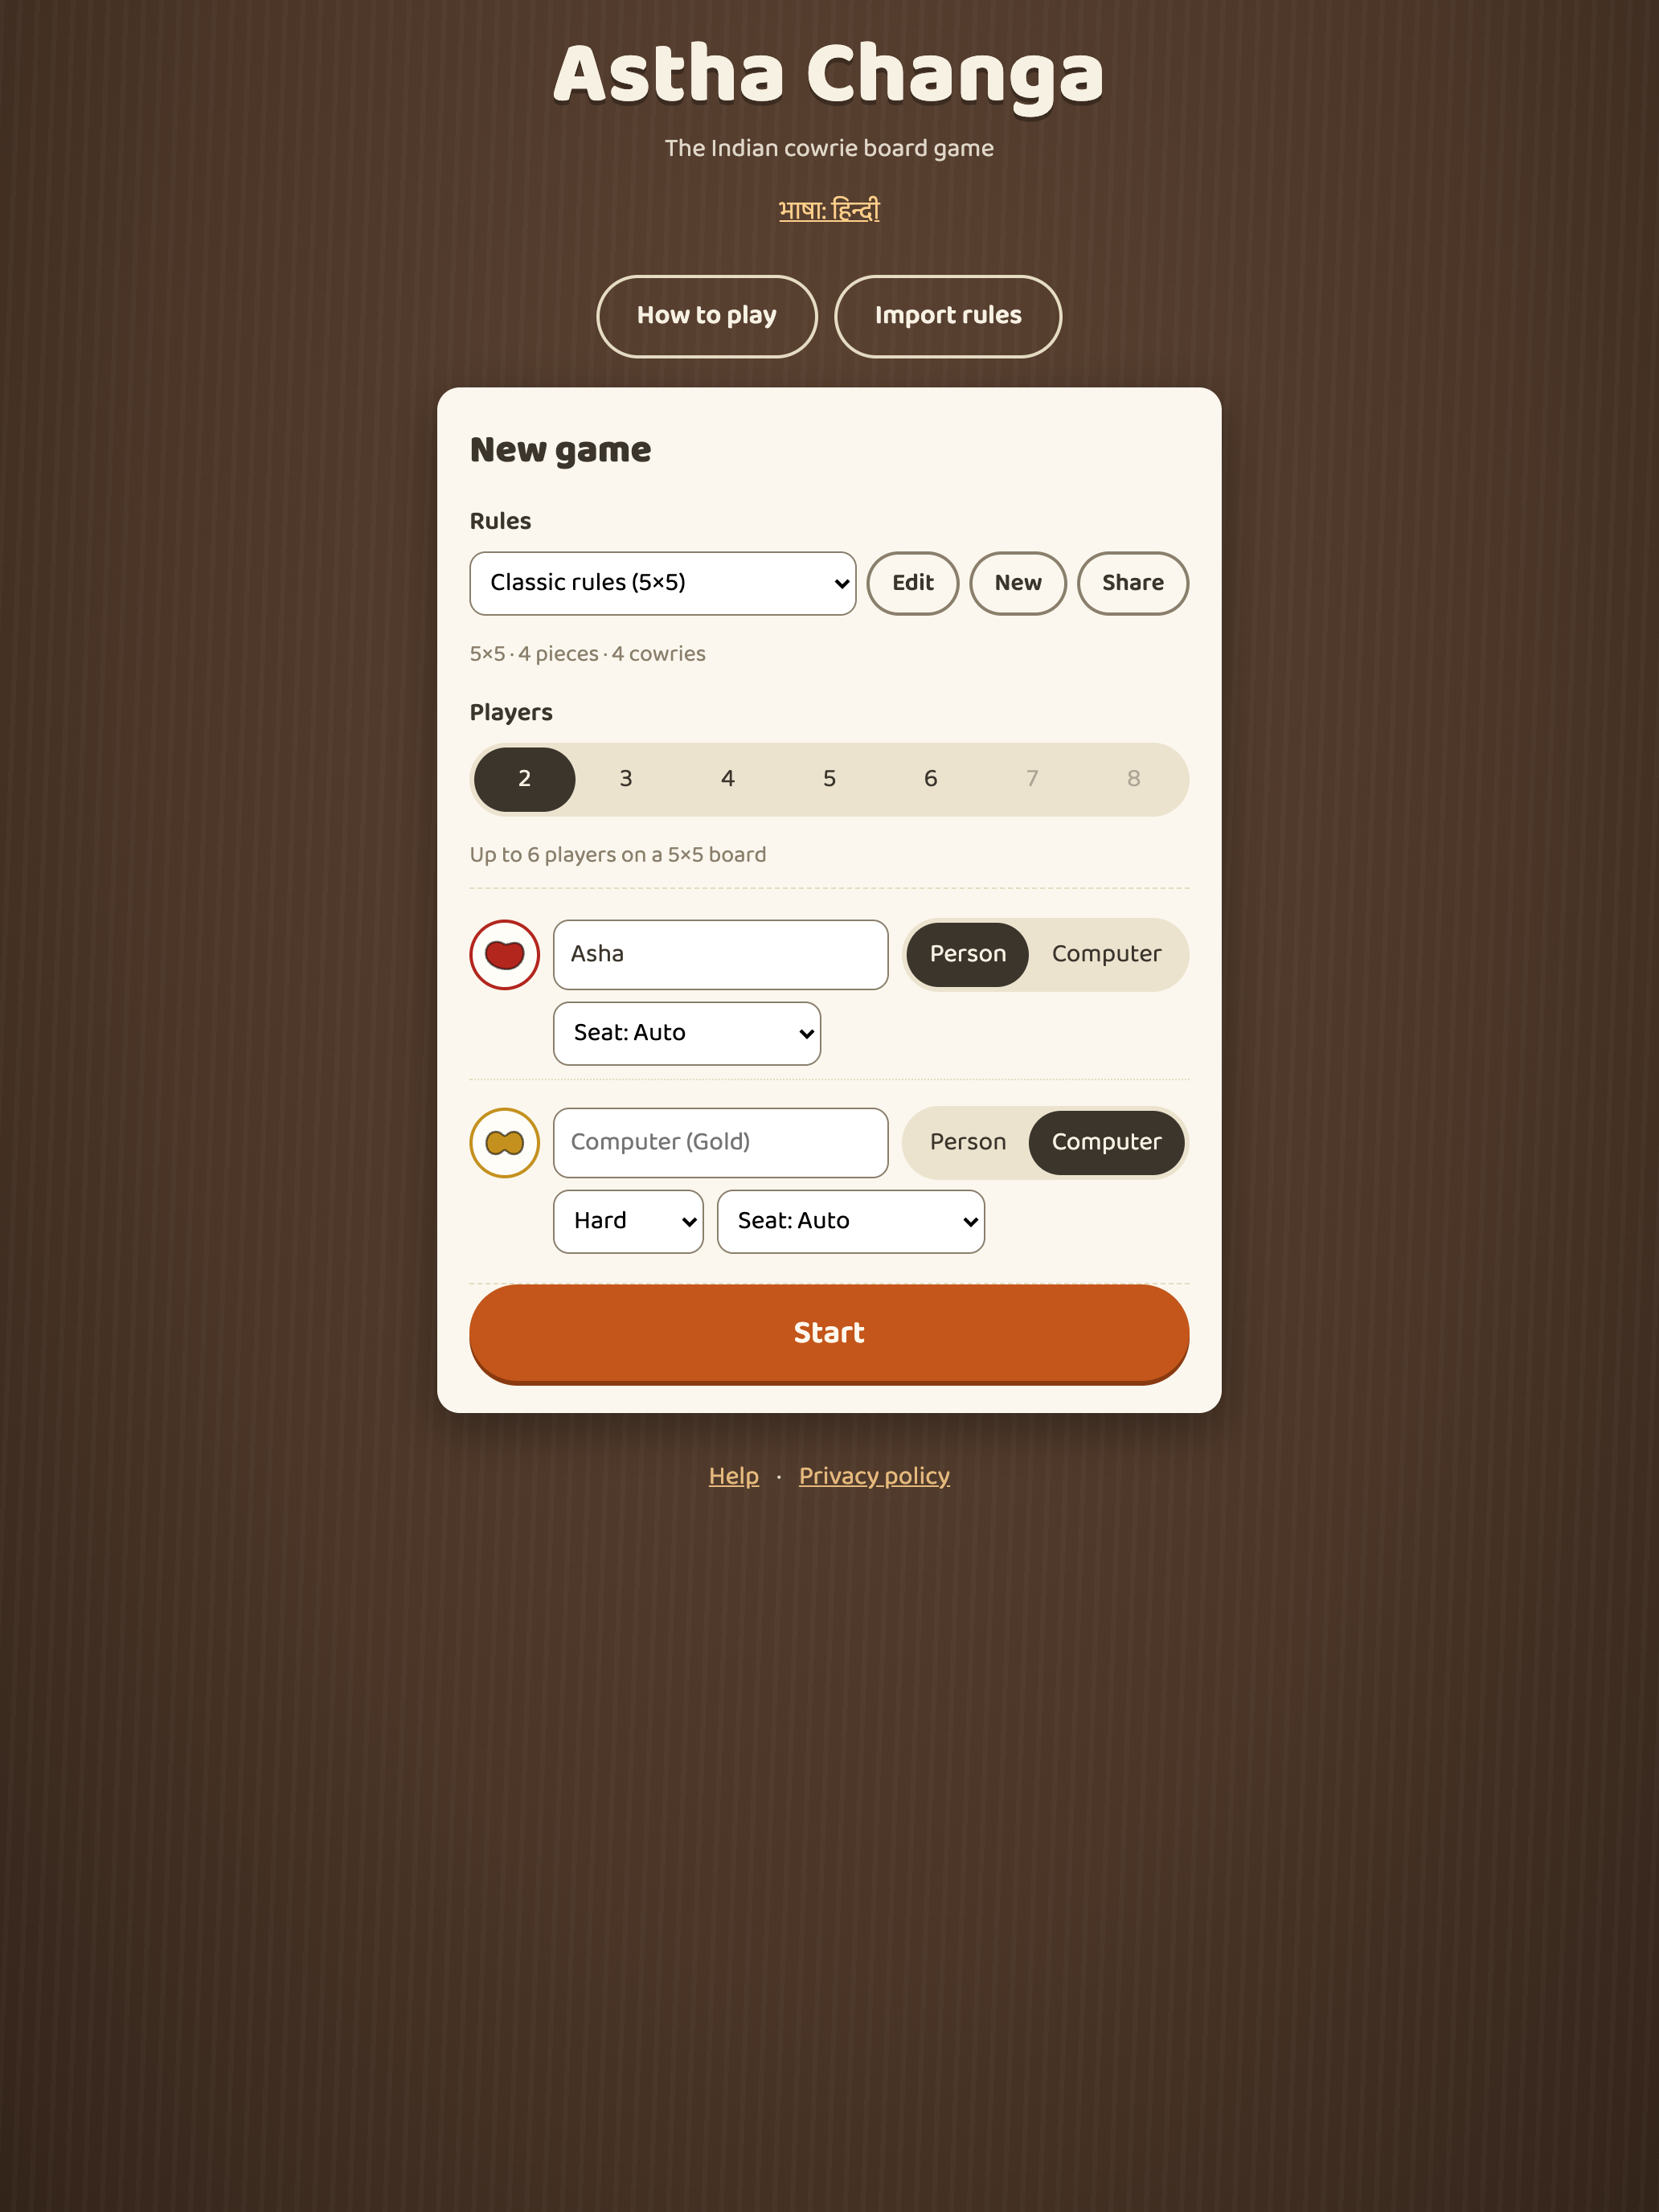 Astha Changa
The Indian cowrie board game
भाषा: हिन्दी
How to play Import rules
New game
Rules
Classic rules (5×5) Edit New Share
5×5 · 4 pieces · 4 cowries
Players
2 3 4 5 6 7 8
Up to 6 players on a 5×5 board
Asha Person Computer
Seat: Auto
Computer (Gold) Person Computer
Hard Seat: Auto
Start
Help · Privacy policy